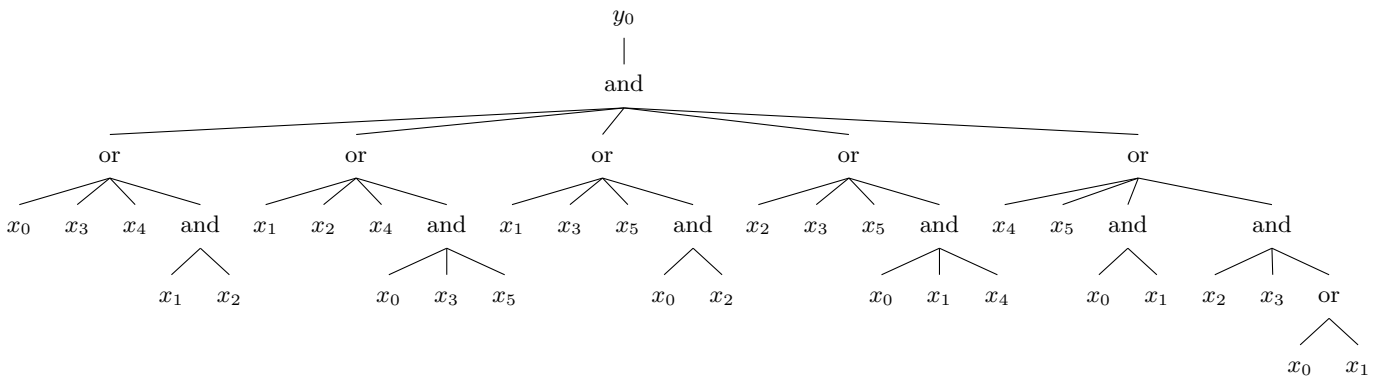 y₀
and
or or or or or
x₀ x₃ x₄ and x₁ x₂ x₄ and x₁ x₃ x₅ and x₂ x₃ x₅ and x₄ x₅ and and
x₁ x₂ x₀ x₃ x₅ x₀ x₂ x₀ x₁ x₄ x₀ x₁ x₂ x₃ or
x₀ x₁